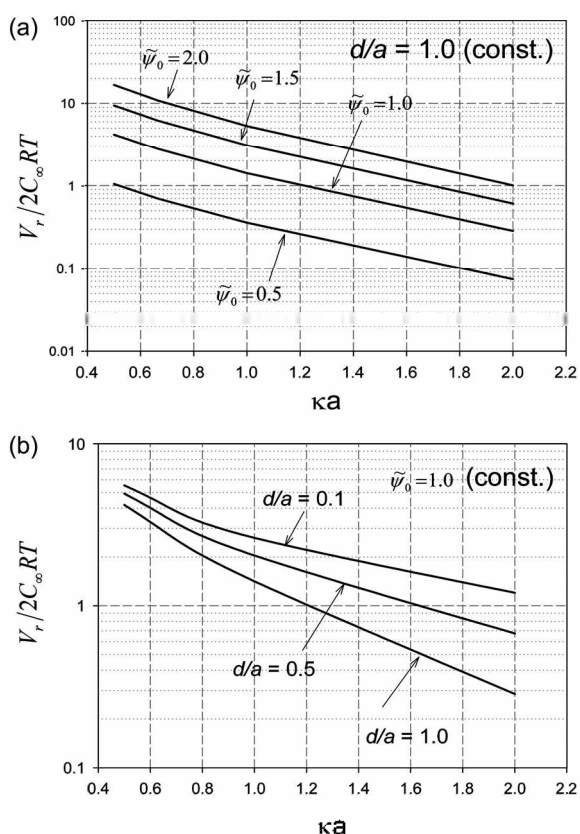 (a)
100
10
1
0.1
0.01
V_r/2C_∞RT
d/a = 1.0 (const.)
ψ̃₀=2.0
ψ̃₀=1.5
ψ̃₀=1.0
ψ̃₀=0.5
0.4 0.6 0.8 1.0 1.2 1.4 1.6 1.8 2.0 2.2
κa
(b)
10
1
0.1
V_r/2C_∞RT
ψ̃₀=1.0 (const.)
d/a = 0.1
d/a = 0.5
d/a = 1.0
0.4 0.6 0.8 1.0 1.2 1.4 1.6 1.8 2.0 2.2
κa